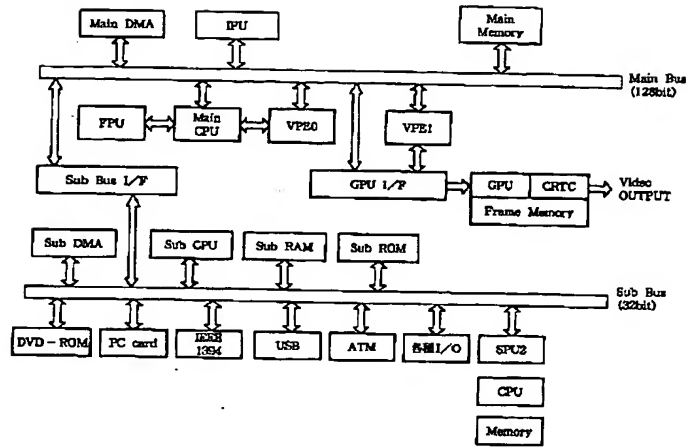 Main DMA
IPU
Main
Memory
Main Bus
(128bit)
FPU
Main
CPU
VPE0
VPE1
Sub Bus I/F
GPU I/F
GPU
CRTC
Frame Memory
Video
OUTPUT
Sub DMA
Sub CPU
Sub RAM
Sub ROM
Sub Bus
(32bit)
DVD-ROM
PC card
IEEE
1394
USB
ATM
各種I/O
SPU2
CPU
Memory